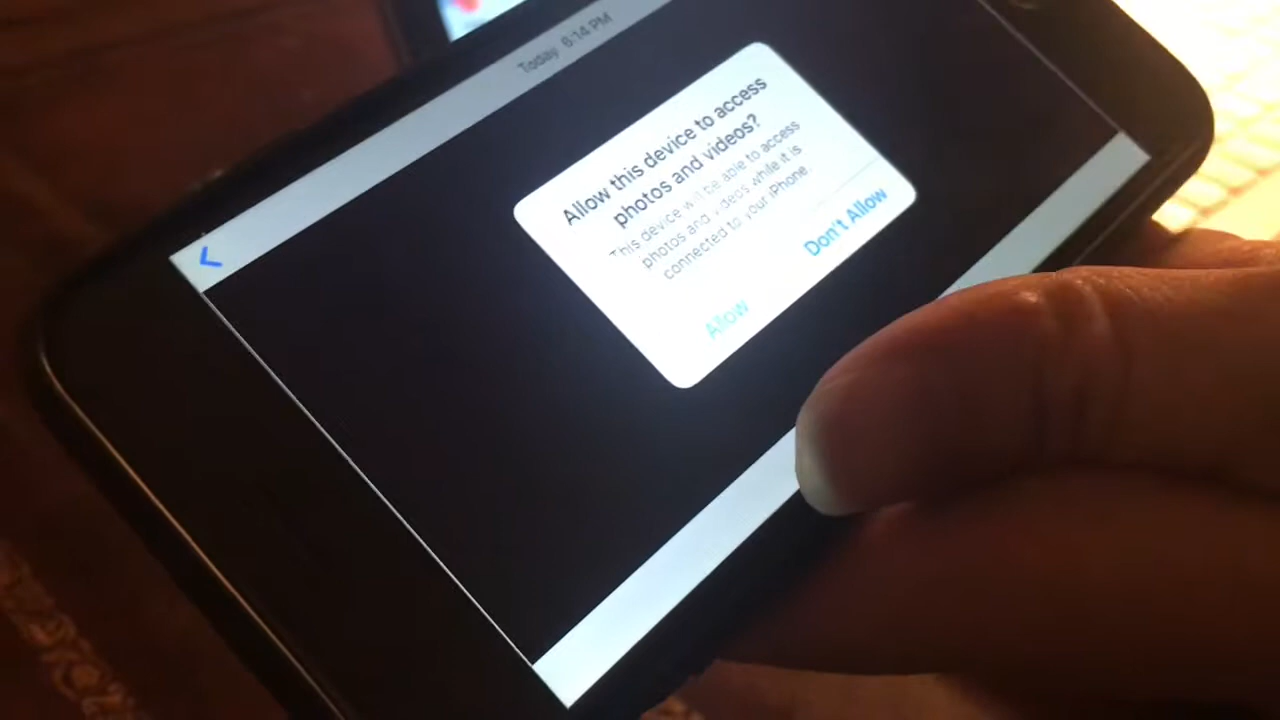 Today 6:14 PM
Allow this device to access
photos and videos?
This device will be able to access
photos and videos while it is
connected to your iPhone.
Don't Allow
Allow